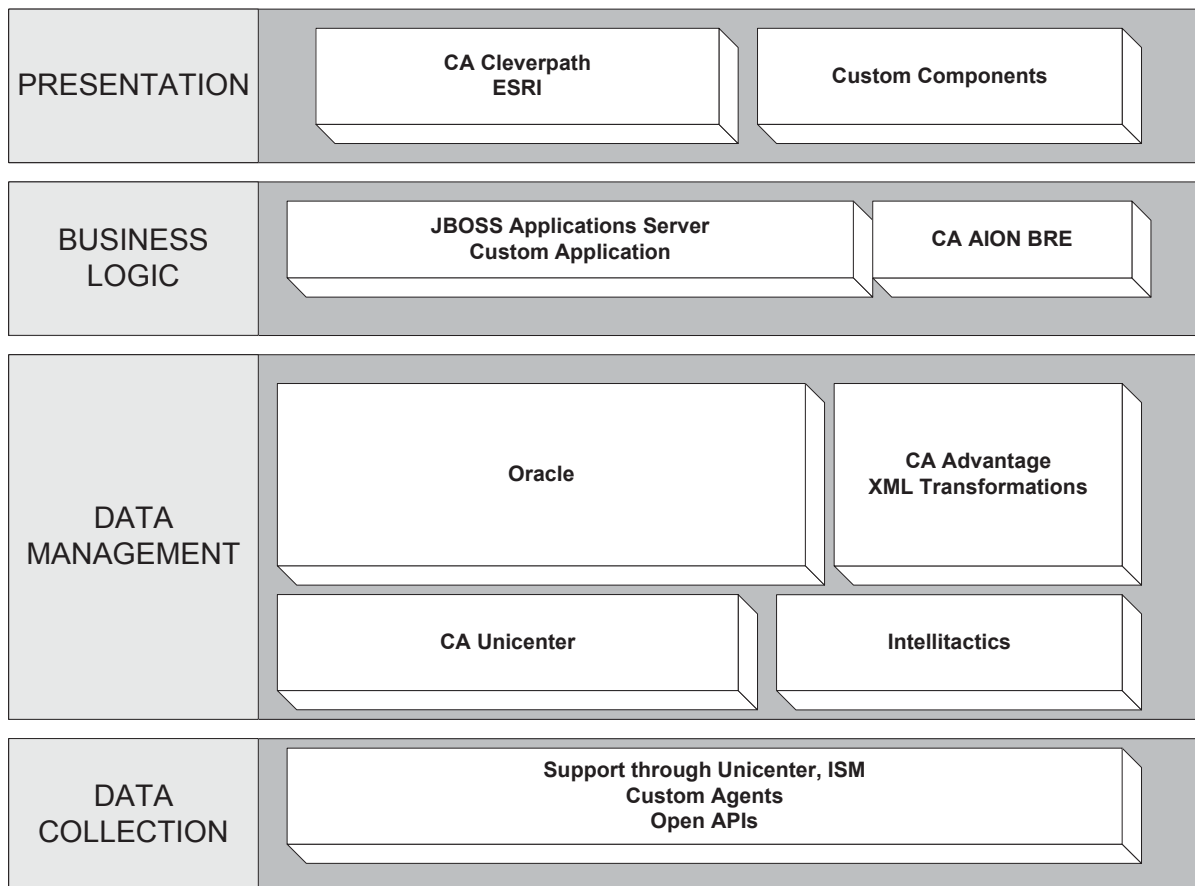 PRESENTATION
CA Cleverpath
ESRI
Custom Components
BUSINESS
LOGIC
JBOSS Applications Server
Custom Application
CA AION BRE
DATA
MANAGEMENT
Oracle
CA Advantage
XML Transformations
CA Unicenter
Intellitactics
DATA
COLLECTION
Support through Unicenter, ISM
Custom Agents
Open APIs